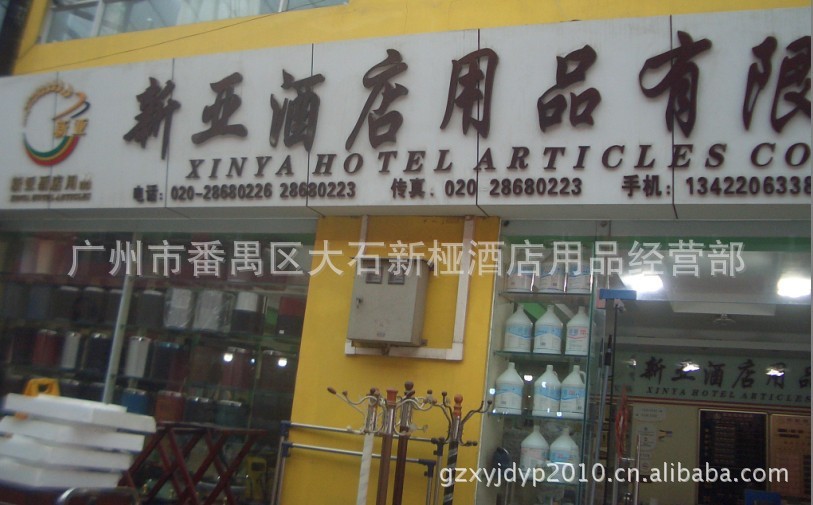 新亚酒店用品有限
XINYA HOTEL ARTICLES CO
新亚
电话：020-28680226 28680223 传真．020 28680223 手机：1342206338
广州市番禺区大石新桠酒店用品经营部
新亚酒店用品
XINYA HOTEL ARTICLES
gzxyjdyp2010.cn.alibaba.com